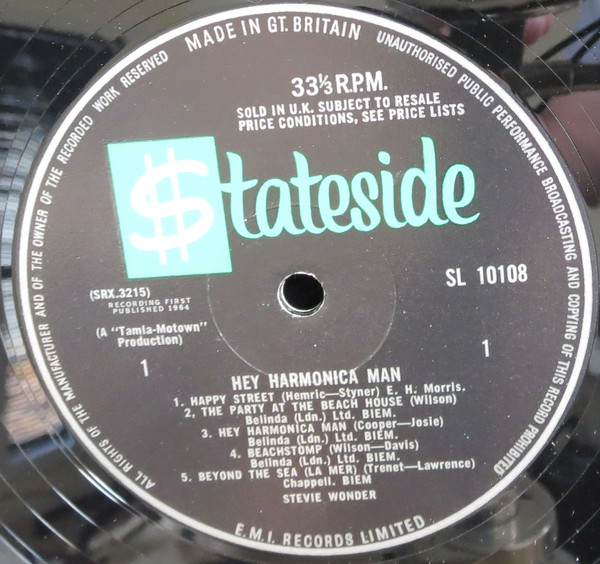 MADE IN GT. BRITAIN
UNAUTHORISED PUBLIC PERFORMANCE BROADCASTING AND COPYING OF THIS RECORD PROHIBITED
ALL RIGHTS OF THE MANUFACTURER AND OF THE OWNER OF THE RECORDED WORK RESERVED
33⅓ R.P.M.
SOLD IN U.K. SUBJECT TO RESALE
PRICE CONDITIONS, SEE PRICE LISTS
$tateside
SL 10108
(SRX.3215)
RECORDING FIRST
PUBLISHED 1964
(A "Tamla-Motown"
Production)
1
1
HEY HARMONICA MAN
1. HAPPY STREET (Hemric—Styner) E. H. Morris.
2. THE PARTY AT THE BEACH HOUSE (Wilson)
Belinda (Ldn.) Ltd. BIEM.
3. HEY HARMONICA MAN (Cooper—Josie)
Belinda (Ldn.) Ltd. BIEM.
4. BEACHSTOMP (Wilson—Davis)
Belinda (Ldn.) Ltd. BIEM.
5. BEYOND THE SEA (LA MER) (Trenet—Lawrence)
Chappell. BIEM
STEVIE WONDER
E.M.I. RECORDS LIMITED